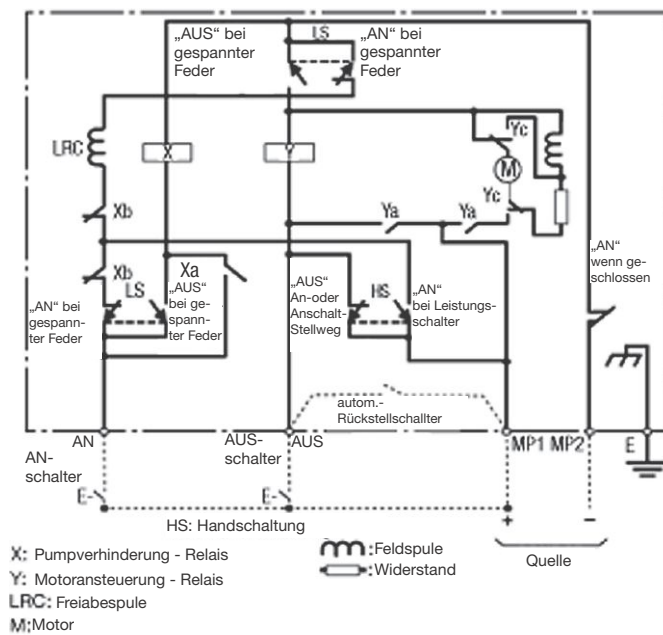 „AUS" bei
gespannter
Feder
LS
„AN" bei
gespannter
Feder
LRC
X
Y
Yc
M
Yc
Xb
Ya
Ya
Xb
LS
Xa
„AN" bei
gespann-
ter Feder
„AUS"
bei ge-
spann-
ter Feder
„AUS"
An-oder
Anschalt-
Stellweg
HS
„AN"
bei Leistungs-
schalter
„AN"
wenn ge-
schlossen
autom.-
Rückstellschallter
AN
AN-
schalter
AUS-
schalter
AUS
MP1
MP2
E
E-
E-
HS: Handschaltung
+
−
Quelle
X: Pumpverhinderung - Relais
Y: Motoransteuerung - Relais
LRC: Freiabespule
M:Motor
:Feldspule
:Widerstand